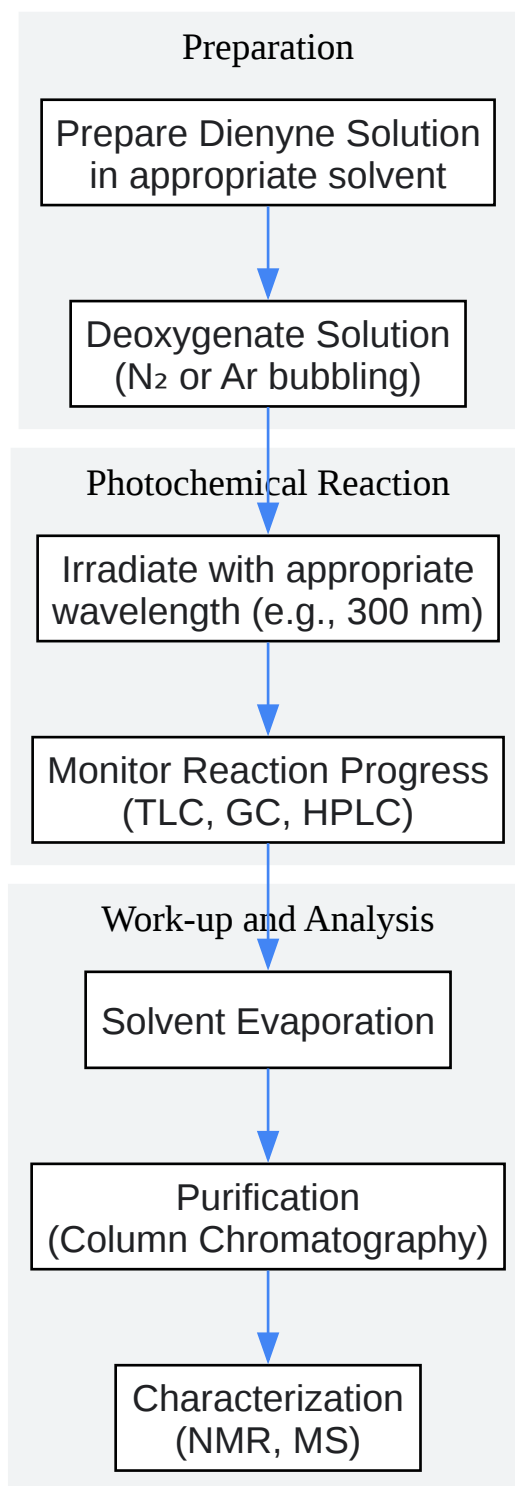 Preparation
Prepare Dienyne Solution
in appropriate solvent
Deoxygenate Solution
(N₂ or Ar bubbling)
Photochemical Reaction
Irradiate with appropriate
wavelength (e.g., 300 nm)
Monitor Reaction Progress
(TLC, GC, HPLC)
Work-up and Analysis
Solvent Evaporation
Purification
(Column Chromatography)
Characterization
(NMR, MS)